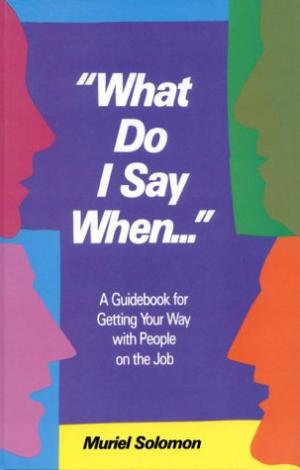 "What
Do
I Say
When..."
A Guidebook for
Getting Your Way
with People
on the Job
Muriel Solomon